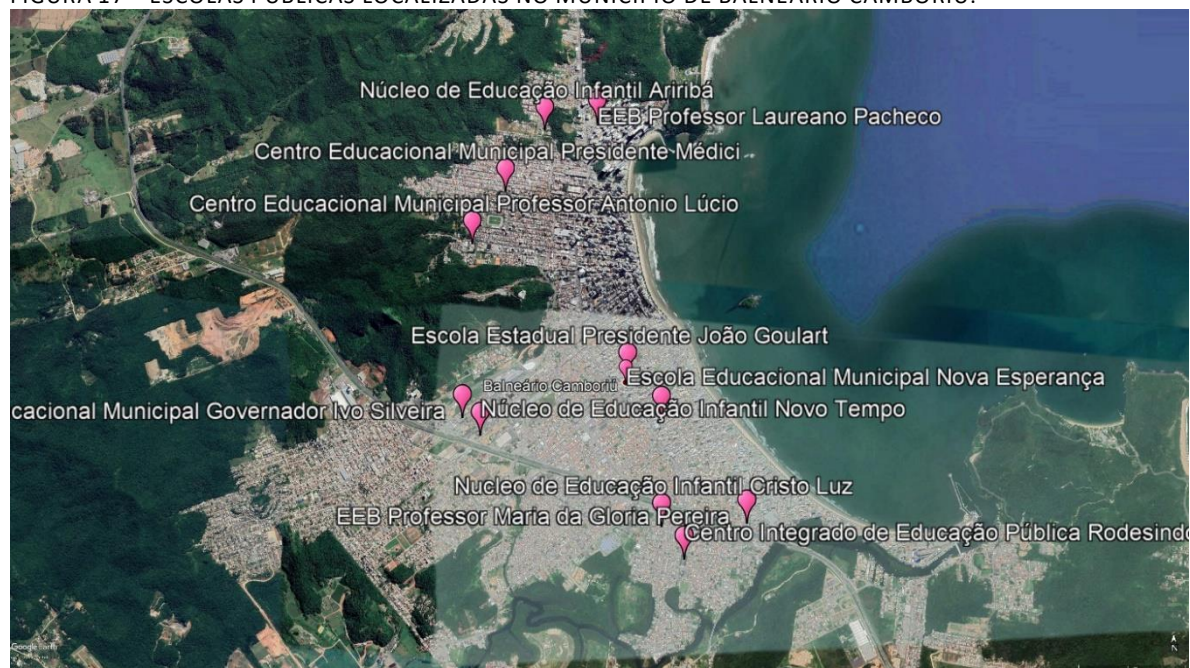 FIGURA 17 – ESCOLAS PÚBLICAS LOCALIZADAS NO MUNICÍPIO DE BALNEÁRIO CAMBORIÚ.
Núcleo de Educação Infantil Ariribá
EEB Professor Laureano Pacheco
Centro Educacional Municipal Presidente Médici
Centro Educacional Municipal Professor Antonio Lúcio
Escola Estadual Presidente João Goulart
Balneário Camboriú
Escola Educacional Municipal Nova Esperança
cacional Municipal Governador Ivo Silveira
Núcleo de Educação Infantil Novo Tempo
Nucleo de Educação Infantil Cristo Luz
EEB Professor Maria da Gloria Pereira
Centro Integrado de Educação Pública Rodesindo
Google Earth
N